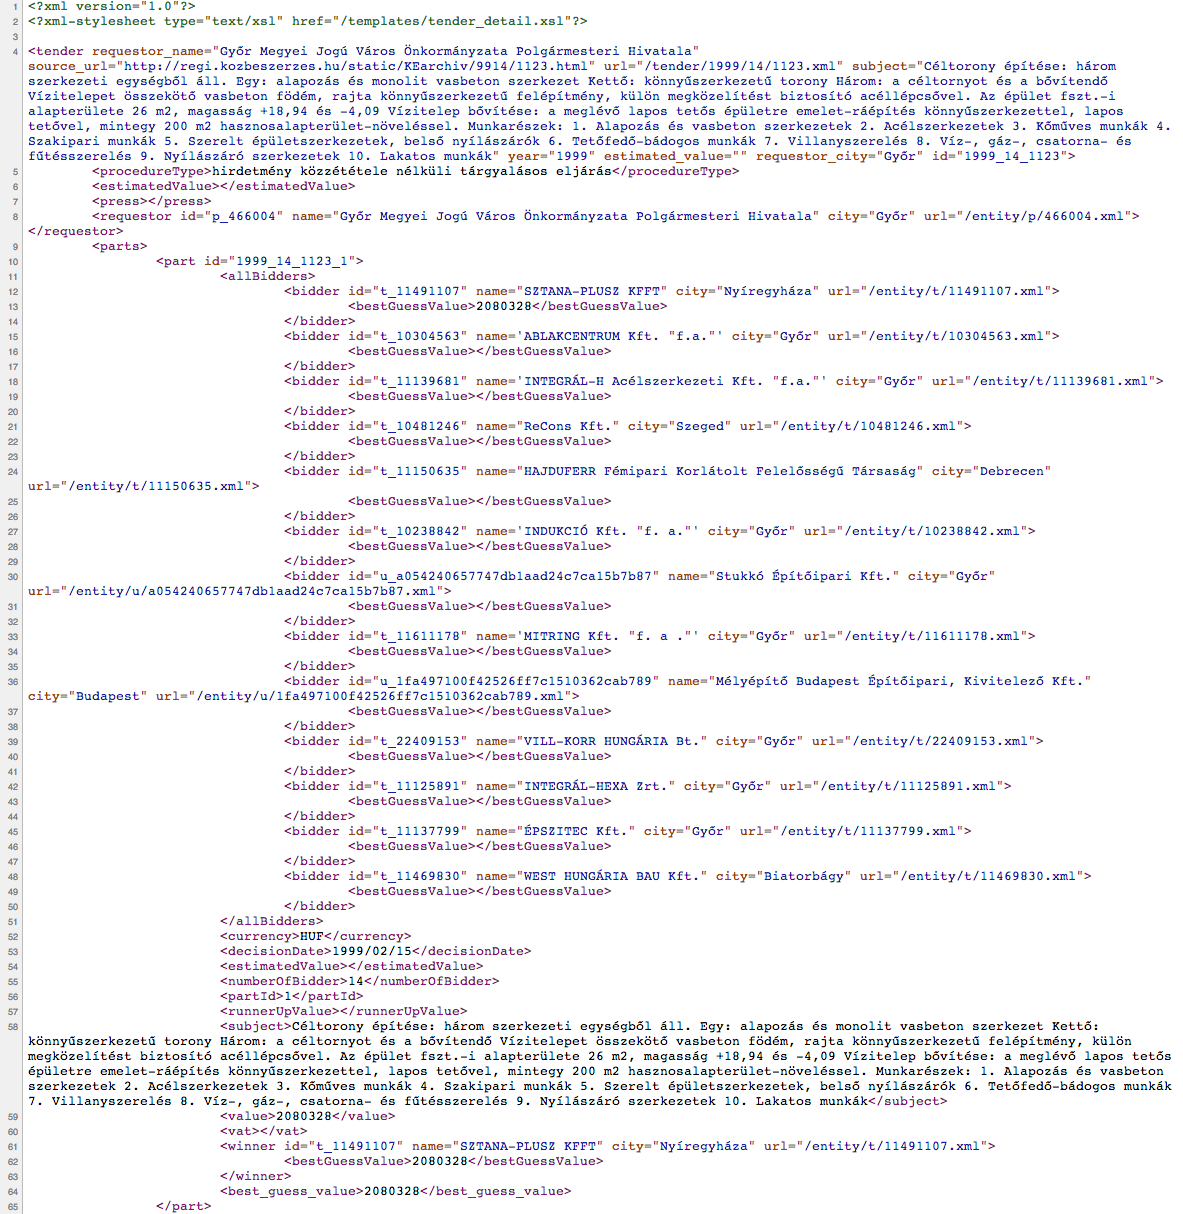 1 <?xml version="1.0"?>
2 <?xml-stylesheet type="text/xsl" href="/templates/tender_detail.xsl"?>
3
4 <tender requestor_name="Győr Megyei Jogú Város Önkormányzata Polgármesteri Hivatala"
source_url="http://regi.kozbeszerzes.hu/static/KEarchiv/9914/1123.html" url="/tender/1999/14/1123.xml" subject="Céltorony építése: három
szerkezeti egységből áll. Egy: alapozás és monolit vasbeton szerkezet Kettő: könnyűszerkezetű torony Három: a céltornyot és a bővítendő
Vízitelepet összekötő vasbeton födém, rajta könnyűszerkezetű felépítmény, külön megközelítést biztosító acéllépcsővel. Az épület fszt.-i
alapterülete 26 m2, magasság +18,94 és -4,09 Vízitelep bővítése: a meglévő lapos tetős épületre emelet-ráépítés könnyűszerkezettel, lapos
tetővel, mintegy 200 m2 hasznosalapterület-növeléssel. Munkarészek: 1. Alapozás és vasbeton szerkezetek 2. Acélszerkezetek 3. Kőműves munkák 4.
Szakipari munkák 5. Szerelt épületszerkezetek, belső nyílászárók 6. Tetőfedő-bádogos munkák 7. Villanyszerelés 8. Víz-, gáz-, csatorna- és
fűtésszerelés 9. Nyílászáró szerkezetek 10. Lakatos munkák" year="1999" estimated_value="" requestor_city="Győr" id="1999_14_1123">
5 <procedureType>hirdetmény közzététele nélküli tárgyalásos eljárás</procedureType>
6 <estimatedValue></estimatedValue>
7 <press></press>
8 <requestor id="p_466004" name="Győr Megyei Jogú Város Önkormányzata Polgármesteri Hivatala" city="Győr" url="/entity/p/466004.xml">
</requestor>
9 <parts>
10 <part id="1999_14_1123_1">
11 <allBidders>
12 <bidder id="t_11491107" name="SZTANA-PLUSZ KFFT" city="Nyíregyháza" url="/entity/t/11491107.xml">
13 <bestGuessValue>2080328</bestGuessValue>
14 </bidder>
15 <bidder id="t_10304563" name='ABLAKCENTRUM Kft. "f.a."' city="Győr" url="/entity/t/10304563.xml">
16 <bestGuessValue></bestGuessValue>
17 </bidder>
18 <bidder id="t_11139681" name='INTEGRÁL-H Acélszerkezeti Kft. "f.a."' city="Győr" url="/entity/t/11139681.xml">
19 <bestGuessValue></bestGuessValue>
20 </bidder>
21 <bidder id="t_10481246" name="ReCons Kft." city="Szeged" url="/entity/t/10481246.xml">
22 <bestGuessValue></bestGuessValue>
23 </bidder>
24 <bidder id="t_11150635" name="HAJDUFERR Fémipari Korlátolt Felelősségű Társaság" city="Debrecen"
url="/entity/t/11150635.xml">
25 <bestGuessValue></bestGuessValue>
26 </bidder>
27 <bidder id="t_10238842" name='INDUKCIÓ Kft. "f. a."' city="Győr" url="/entity/t/10238842.xml">
28 <bestGuessValue></bestGuessValue>
29 </bidder>
30 <bidder id="u_a054240657747db1aad24c7ca15b7b87" name="Stukkó Építőipari Kft." city="Győr"
url="/entity/u/a054240657747db1aad24c7ca15b7b87.xml">
31 <bestGuessValue></bestGuessValue>
32 </bidder>
33 <bidder id="t_11611178" name='MITRING Kft. "f. a ."' city="Győr" url="/entity/t/11611178.xml">
34 <bestGuessValue></bestGuessValue>
35 </bidder>
36 <bidder id="u_1fa497100f42526ff7c1510362cab789" name="Mélyépítő Budapest Építőipari, Kivitelező Kft."
city="Budapest" url="/entity/u/1fa497100f42526ff7c1510362cab789.xml">
37 <bestGuessValue></bestGuessValue>
38 </bidder>
39 <bidder id="t_22409153" name="VILL-KORR HUNGÁRIA Bt." city="Győr" url="/entity/t/22409153.xml">
40 <bestGuessValue></bestGuessValue>
41 </bidder>
42 <bidder id="t_11125891" name="INTEGRÁL-HEXA Zrt." city="Győr" url="/entity/t/11125891.xml">
43 <bestGuessValue></bestGuessValue>
44 </bidder>
45 <bidder id="t_11137799" name="ÉPSZITEC Kft." city="Győr" url="/entity/t/11137799.xml">
46 <bestGuessValue></bestGuessValue>
47 </bidder>
48 <bidder id="t_11469830" name="WEST HUNGÁRIA BAU Kft." city="Biatorbágy" url="/entity/t/11469830.xml">
49 <bestGuessValue></bestGuessValue>
50 </bidder>
51 </allBidders>
52 <currency>HUF</currency>
53 <decisionDate>1999/02/15</decisionDate>
54 <estimatedValue></estimatedValue>
55 <numberOfBidder>14</numberOfBidder>
56 <partId>1</partId>
57 <runnerUpValue></runnerUpValue>
58 <subject>Céltorony építése: három szerkezeti egységből áll. Egy: alapozás és monolit vasbeton szerkezet Kettő:
könnyűszerkezetű torony Három: a céltornyot és a bővítendő Vízitelepet összekötő vasbeton födém, rajta könnyűszerkezetű felépítmény, külön
megközelítést biztosító acéllépcsővel. Az épület fszt.-i alapterülete 26 m2, magasság +18,94 és -4,09 Vízitelep bővítése: a meglévő lapos tetős
épületre emelet-ráépítés könnyűszerkezettel, lapos tetővel, mintegy 200 m2 hasznosalapterület-növeléssel. Munkarészek: 1. Alapozás és vasbeton
szerkezetek 2. Acélszerkezetek 3. Kőműves munkák 4. Szakipari munkák 5. Szerelt épületszerkezetek, belső nyílászárók 6. Tetőfedő-bádogos munkák
7. Villanyszerelés 8. Víz-, gáz-, csatorna- és fűtésszerelés 9. Nyílászáró szerkezetek 10. Lakatos munkák</subject>
59 <value>2080328</value>
60 <vat></vat>
61 <winner id="t_11491107" name="SZTANA-PLUSZ KFFT" city="Nyíregyháza" url="/entity/t/11491107.xml">
62 <bestGuessValue>2080328</bestGuessValue>
63 </winner>
64 <best_guess_value>2080328</best_guess_value>
65 </part>